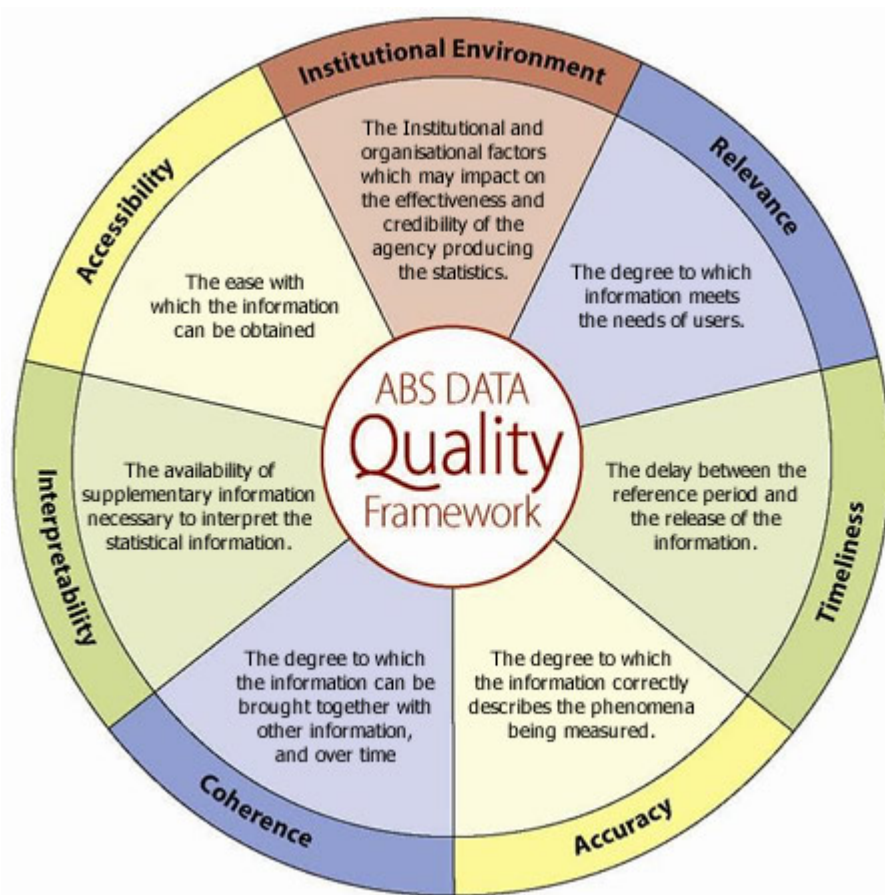 Institutional Environment
The Institutional and
organisational factors
which may impact on
the effectiveness and
credibility of the
agency producing
the statistics.
Relevance
The degree to which
information meets
the needs of users.
Timeliness
The delay between the
reference period and
the release of the
information.
Accuracy
The degree to which
the information correctly
describes the phenomena
being measured.
Coherence
The degree to which
the information can be
brought together with
other information,
and over time
Interpretability
The availability of
supplementary information
necessary to interpret the
statistical information.
Accessibility
The ease with
which the information
can be obtained
ABS DATA
Quality
Framework